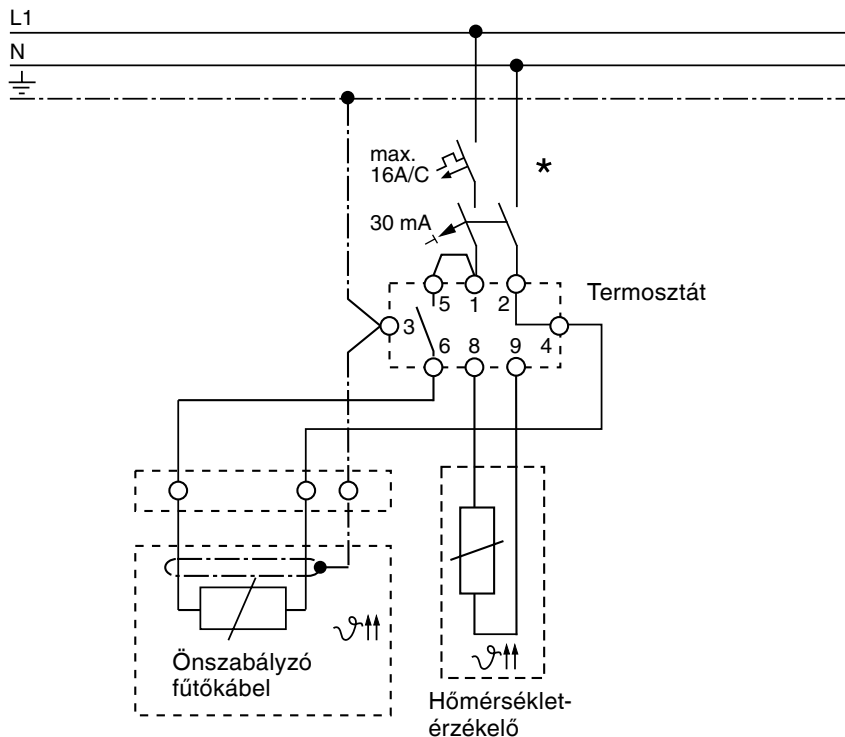 L1
N
max.
16A/C
*
30 mA
Termosztát
5 1 2
3
6 8 9 4
Önszabályzó
fűtőkábel
ϑ
ϑ
Hőmérséklet-
érzékelő